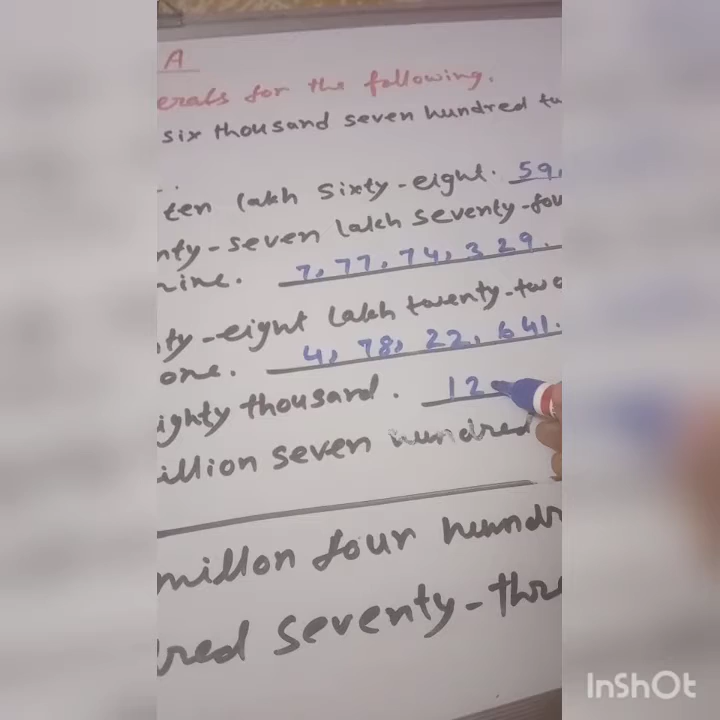 A
erals for the following.
six thousand seven hundred tw
ten lakh sixty-eight. 59,
nty-seven lakh seventy-fou
nine. 7,77,74,329.
ty-eight lakh twenty-two
one. 4,78,22,641.
ighty thousand. 12
illion seven hundred
millon four hundr
red seventy-thre
InShOt